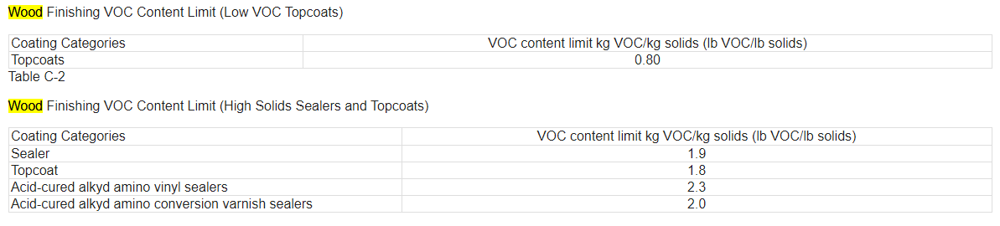 Wood Finishing VOC Content Limit (Low VOC Topcoats)
Coating Categories VOC content limit kg VOC/kg solids (lb VOC/lb solids)
Topcoats 0.80
Table C-2
Wood Finishing VOC Content Limit (High Solids Sealers and Topcoats)
Coating Categories VOC content limit kg VOC/kg solids (lb VOC/lb solids)
Sealer 1.9
Topcoat 1.8
Acid-cured alkyd amino vinyl sealers 2.3
Acid-cured alkyd amino conversion varnish sealers 2.0